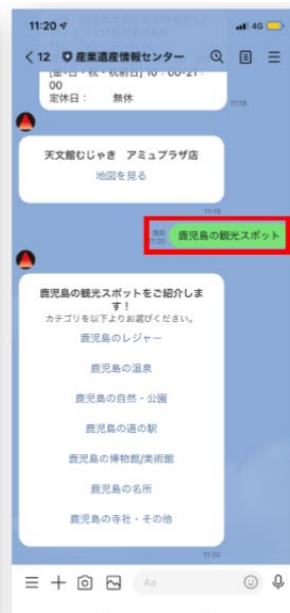 11:20
4G
12 産業遺産情報センター
[金・日・祝・祝前日] 10:00-21:
00
定休日： 無休
11:19
天文館むじゃき アミュプラザ店
地図を見る
11:19
既読
11:20
鹿児島の観光スポット
鹿児島の観光スポットをご紹介しま
す！
カテゴリを以下よりお選びください。
鹿児島のレジャー
鹿児島の温泉
鹿児島の自然・公園
鹿児島の道の駅
鹿児島の博物館/美術館
鹿児島の名所
鹿児島の寺社・その他
11:20
Aa